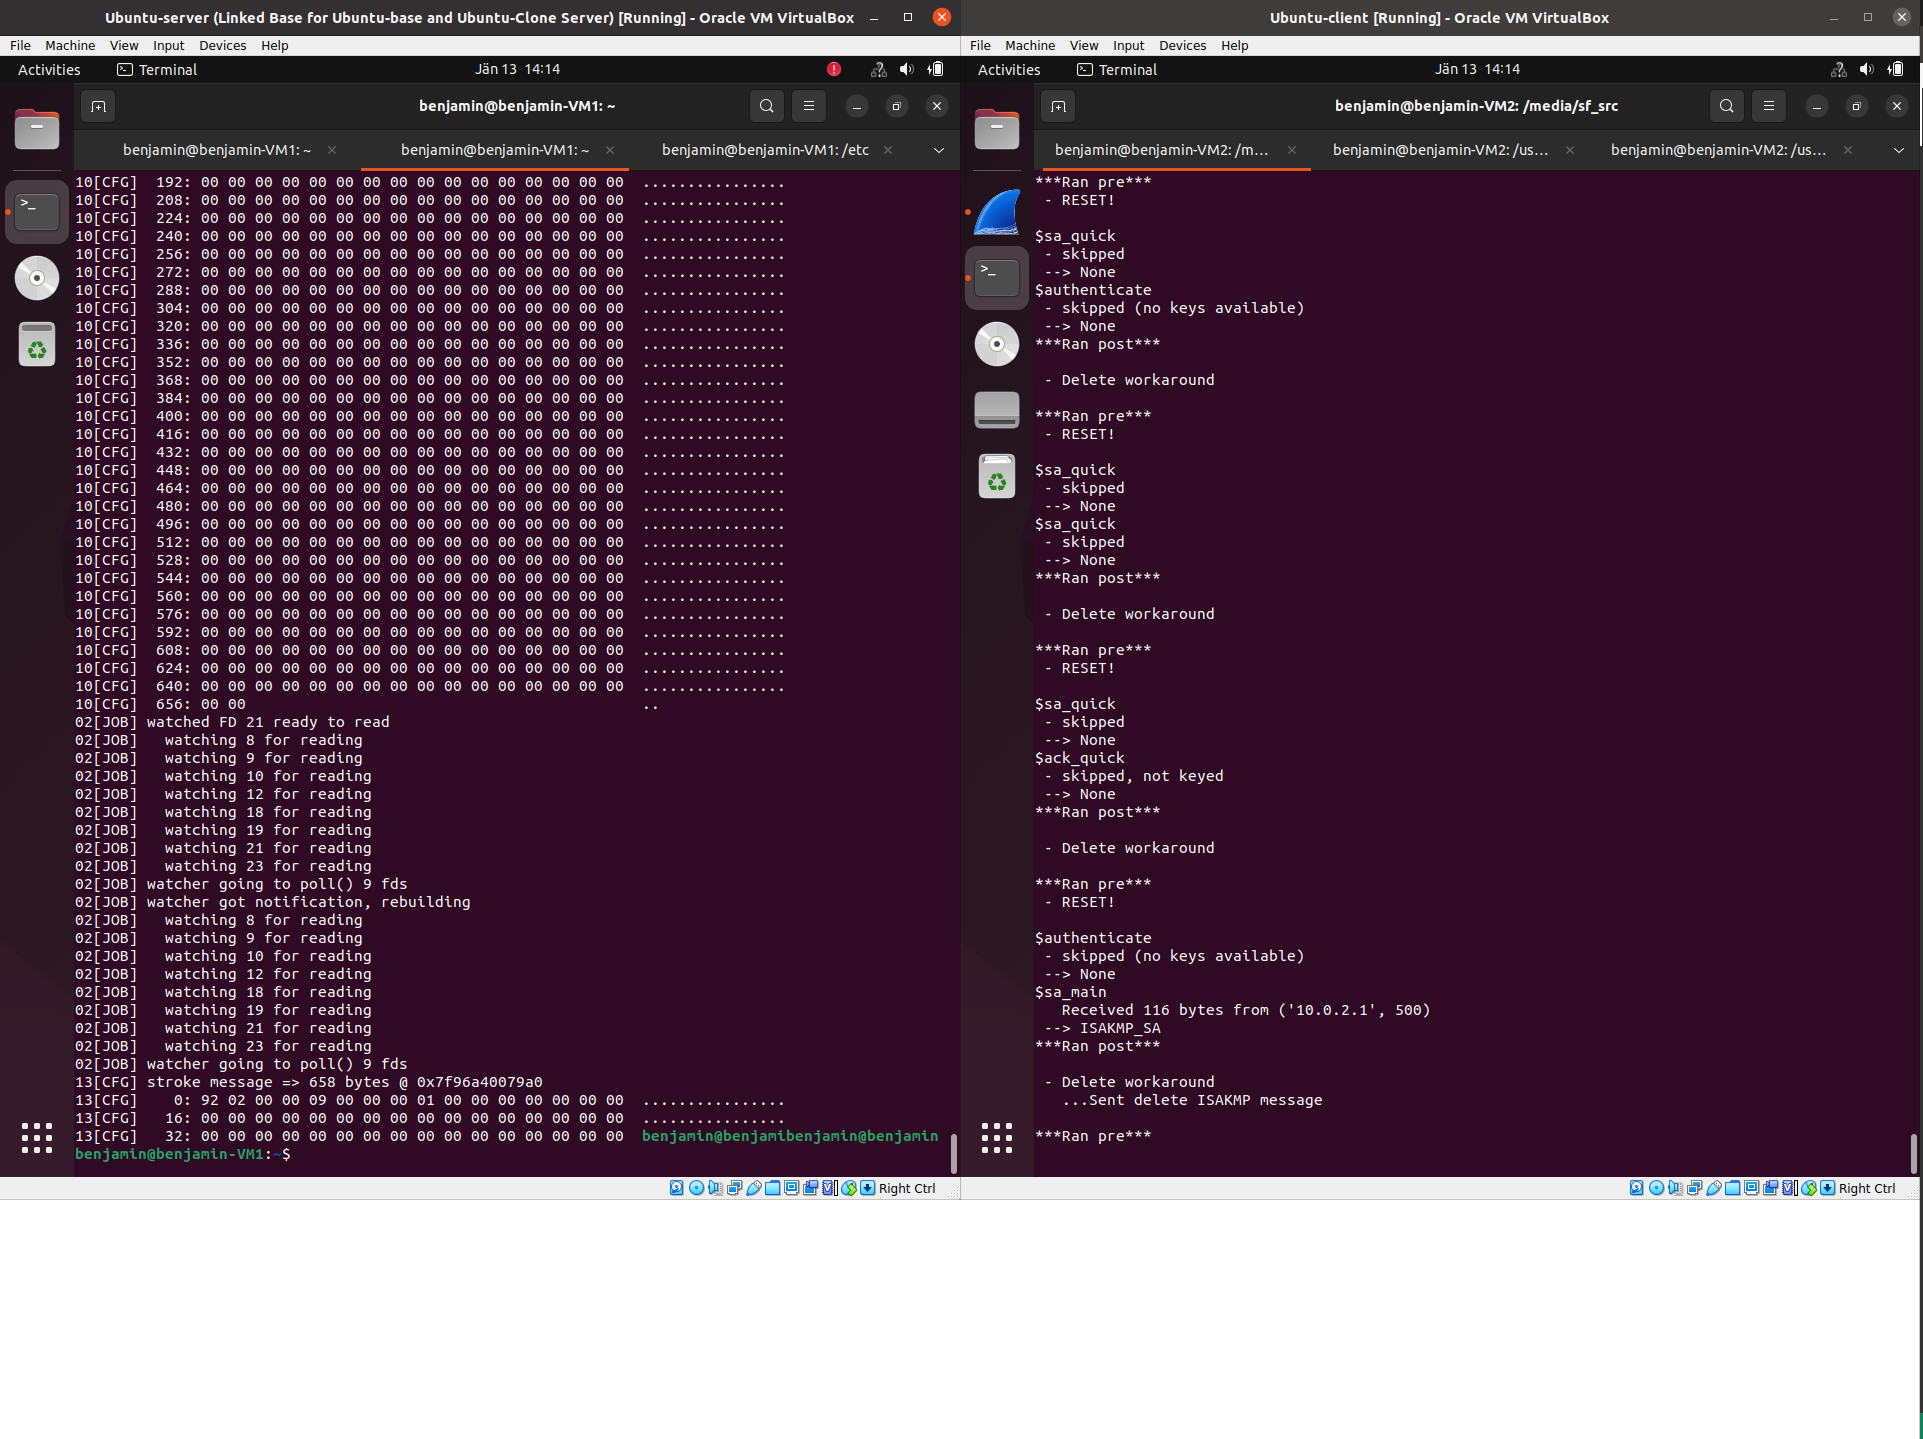 Ubuntu-server (Linked Base for Ubuntu-base and Ubuntu-Clone Server) [Running] - Oracle VM VirtualBox
File Machine View Input Devices Help
Activities Terminal Jän 13 14:14
benjamin@benjamin-VM1: ~
benjamin@benjamin-VM1: ~ benjamin@benjamin-VM1: ~ benjamin@benjamin-VM1: /etc
10[CFG]  192: 00 00 00 00 00 00 00 00 00 00 00 00 00 00 00 00  ................
10[CFG]  208: 00 00 00 00 00 00 00 00 00 00 00 00 00 00 00 00  ................
10[CFG]  224: 00 00 00 00 00 00 00 00 00 00 00 00 00 00 00 00  ................
10[CFG]  240: 00 00 00 00 00 00 00 00 00 00 00 00 00 00 00 00  ................
10[CFG]  256: 00 00 00 00 00 00 00 00 00 00 00 00 00 00 00 00  ................
10[CFG]  272: 00 00 00 00 00 00 00 00 00 00 00 00 00 00 00 00  ................
10[CFG]  288: 00 00 00 00 00 00 00 00 00 00 00 00 00 00 00 00  ................
10[CFG]  304: 00 00 00 00 00 00 00 00 00 00 00 00 00 00 00 00  ................
10[CFG]  320: 00 00 00 00 00 00 00 00 00 00 00 00 00 00 00 00  ................
10[CFG]  336: 00 00 00 00 00 00 00 00 00 00 00 00 00 00 00 00  ................
10[CFG]  352: 00 00 00 00 00 00 00 00 00 00 00 00 00 00 00 00  ................
10[CFG]  368: 00 00 00 00 00 00 00 00 00 00 00 00 00 00 00 00  ................
10[CFG]  384: 00 00 00 00 00 00 00 00 00 00 00 00 00 00 00 00  ................
10[CFG]  400: 00 00 00 00 00 00 00 00 00 00 00 00 00 00 00 00  ................
10[CFG]  416: 00 00 00 00 00 00 00 00 00 00 00 00 00 00 00 00  ................
10[CFG]  432: 00 00 00 00 00 00 00 00 00 00 00 00 00 00 00 00  ................
10[CFG]  448: 00 00 00 00 00 00 00 00 00 00 00 00 00 00 00 00  ................
10[CFG]  464: 00 00 00 00 00 00 00 00 00 00 00 00 00 00 00 00  ................
10[CFG]  480: 00 00 00 00 00 00 00 00 00 00 00 00 00 00 00 00  ................
10[CFG]  496: 00 00 00 00 00 00 00 00 00 00 00 00 00 00 00 00  ................
10[CFG]  512: 00 00 00 00 00 00 00 00 00 00 00 00 00 00 00 00  ................
10[CFG]  528: 00 00 00 00 00 00 00 00 00 00 00 00 00 00 00 00  ................
10[CFG]  544: 00 00 00 00 00 00 00 00 00 00 00 00 00 00 00 00  ................
10[CFG]  560: 00 00 00 00 00 00 00 00 00 00 00 00 00 00 00 00  ................
10[CFG]  576: 00 00 00 00 00 00 00 00 00 00 00 00 00 00 00 00  ................
10[CFG]  592: 00 00 00 00 00 00 00 00 00 00 00 00 00 00 00 00  ................
10[CFG]  608: 00 00 00 00 00 00 00 00 00 00 00 00 00 00 00 00  ................
10[CFG]  624: 00 00 00 00 00 00 00 00 00 00 00 00 00 00 00 00  ................
10[CFG]  640: 00 00 00 00 00 00 00 00 00 00 00 00 00 00 00 00  ................
10[CFG]  656: 00 00  ..
02[JOB] watched FD 21 ready to read
02[JOB]   watching 8 for reading
02[JOB]   watching 9 for reading
02[JOB]   watching 10 for reading
02[JOB]   watching 12 for reading
02[JOB]   watching 18 for reading
02[JOB]   watching 19 for reading
02[JOB]   watching 21 for reading
02[JOB]   watching 23 for reading
02[JOB] watcher going to poll() 9 fds
02[JOB] watcher got notification, rebuilding
02[JOB]   watching 8 for reading
02[JOB]   watching 9 for reading
02[JOB]   watching 10 for reading
02[JOB]   watching 12 for reading
02[JOB]   watching 18 for reading
02[JOB]   watching 19 for reading
02[JOB]   watching 21 for reading
02[JOB]   watching 23 for reading
02[JOB] watcher going to poll() 9 fds
13[CFG] stroke message => 658 bytes @ 0x7f96a40079a0
13[CFG]    0: 92 02 00 00 09 00 00 00 01 00 00 00 00 00 00 00  ................
13[CFG]   16: 00 00 00 00 00 00 00 00 00 00 00 00 00 00 00 00  ................
13[CFG]   32: 00 00 00 00 00 00 00 00 00 00 00 00 00 00 00 00  benjamin@benjamibenjamin@benjamin
benjamin@benjamin-VM1:~$
Right Ctrl
Ubuntu-client [Running] - Oracle VM VirtualBox
File Machine View Input Devices Help
Activities Terminal Jän 13 14:14
benjamin@benjamin-VM2: /media/sf_src
benjamin@benjamin-VM2: /m... benjamin@benjamin-VM2: /us... benjamin@benjamin-VM2: /us...
***Ran pre***
- RESET!
$sa_quick
- skipped
--> None
$authenticate
- skipped (no keys available)
--> None
***Ran post***
- Delete workaround
***Ran pre***
- RESET!
$sa_quick
- skipped
--> None
$sa_quick
- skipped
--> None
***Ran post***
- Delete workaround
***Ran pre***
- RESET!
$sa_quick
- skipped
--> None
$ack_quick
- skipped, not keyed
--> None
***Ran post***
- Delete workaround
***Ran pre***
- RESET!
$authenticate
- skipped (no keys available)
--> None
$sa_main
Received 116 bytes from ('10.0.2.1', 500)
--> ISAKMP_SA
***Ran post***
- Delete workaround
...Sent delete ISAKMP message
***Ran pre***
Right Ctrl